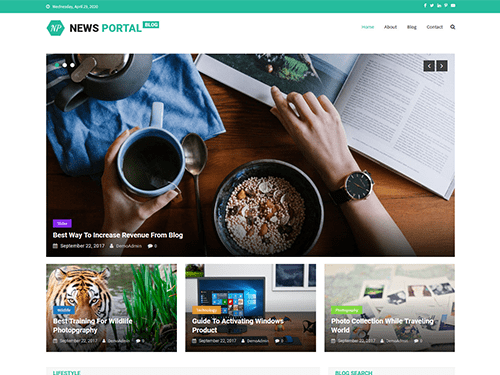 Wednesday, April 29, 2020
NP NEWS PORTAL BLOG
Home About Blog Contact
Slider
Best Way To Increase Revenue From Blog
September 22, 2017 DemoAdmin 0
Wildlife
Best Training For Wildlife
Photopgraphy
September 22, 2017 DemoAdmin 0
Technology
Guide To Activating Windows
Product
September 22, 2017 DemoAdmin 0
Photography
Photo Collection While Traveling
World
September 22, 2017 DemoAdmin 0
LIFESTYLE
BLOG SEARCH